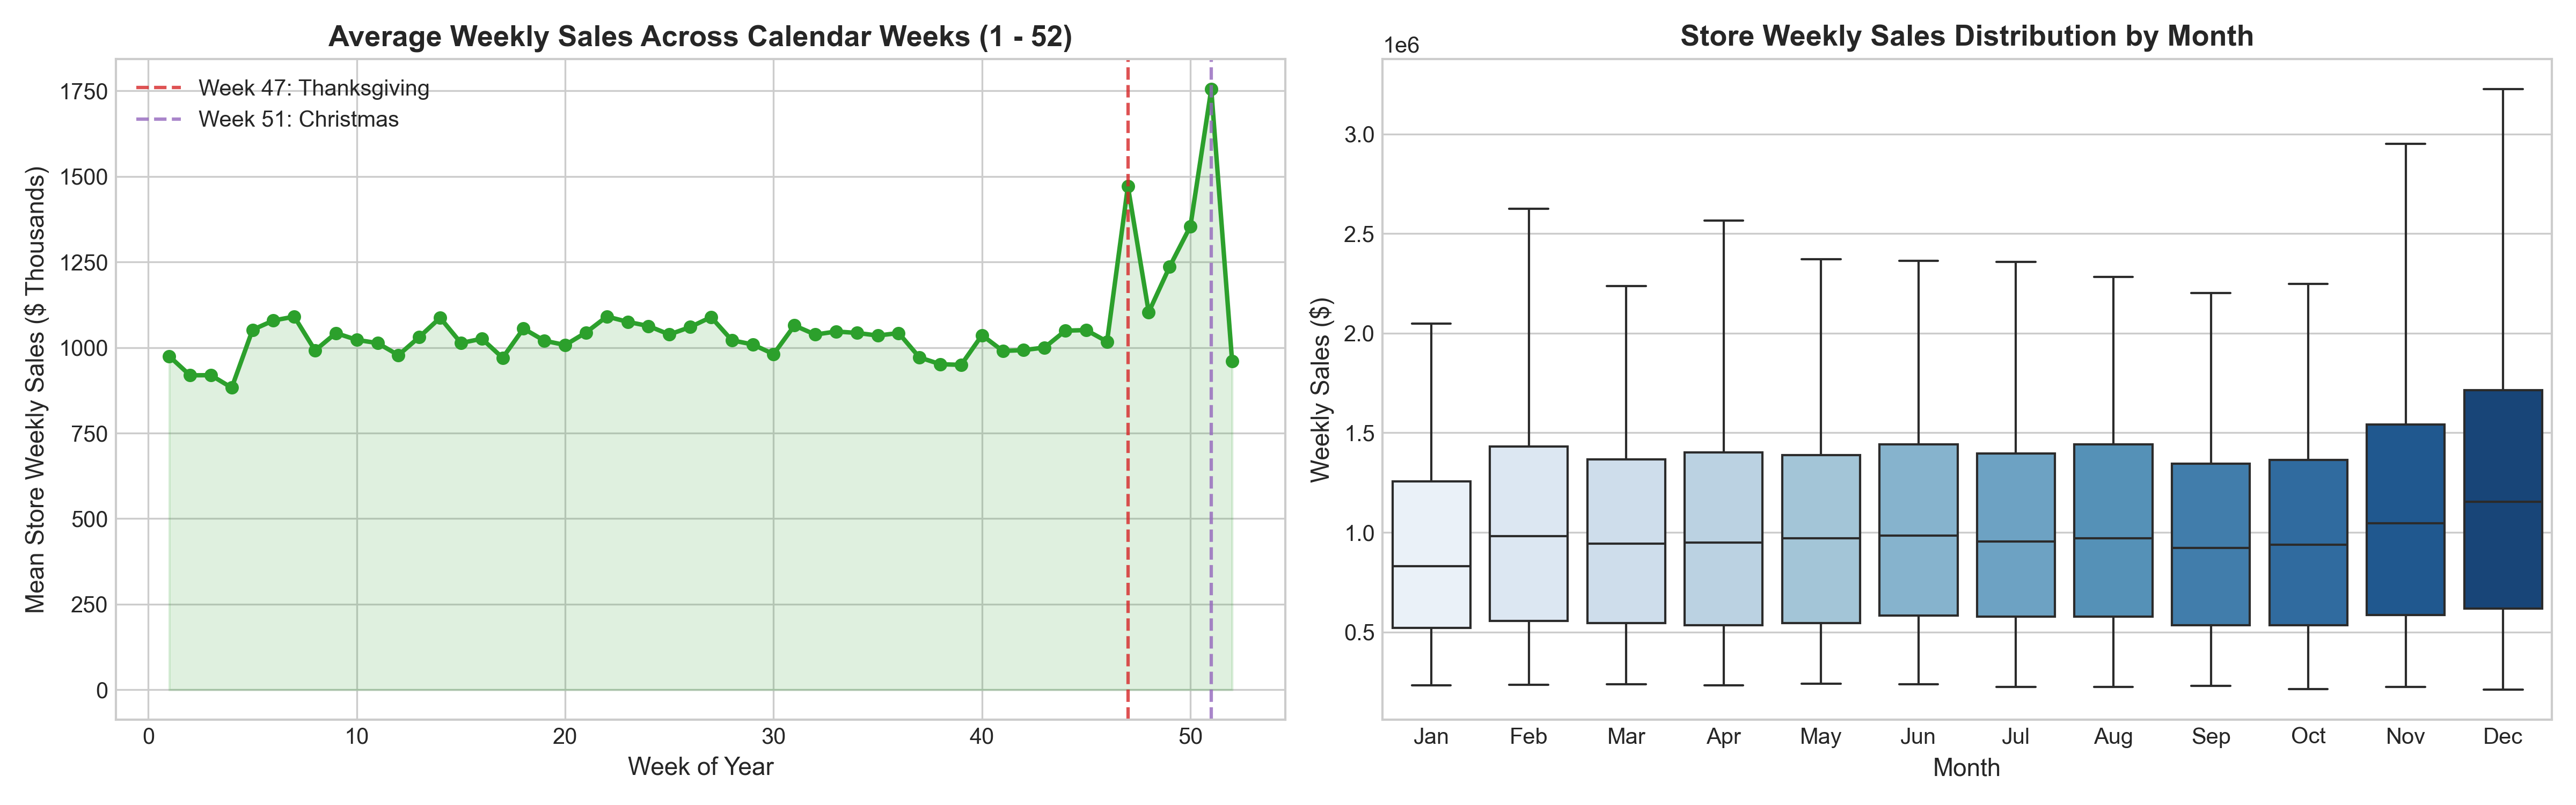 Average Weekly Sales Across Calendar Weeks (1 - 52)
Week 47: Thanksgiving
Week 51: Christmas
Mean Store Weekly Sales ($ Thousands)
1750
1500
1250
1000
750
500
250
0
0 10 20 30 40 50
Week of Year
Store Weekly Sales Distribution by Month
1e6
Weekly Sales ($)
3.0
2.5
2.0
1.5
1.0
0.5
Jan Feb Mar Apr May Jun Jul Aug Sep Oct Nov Dec
Month